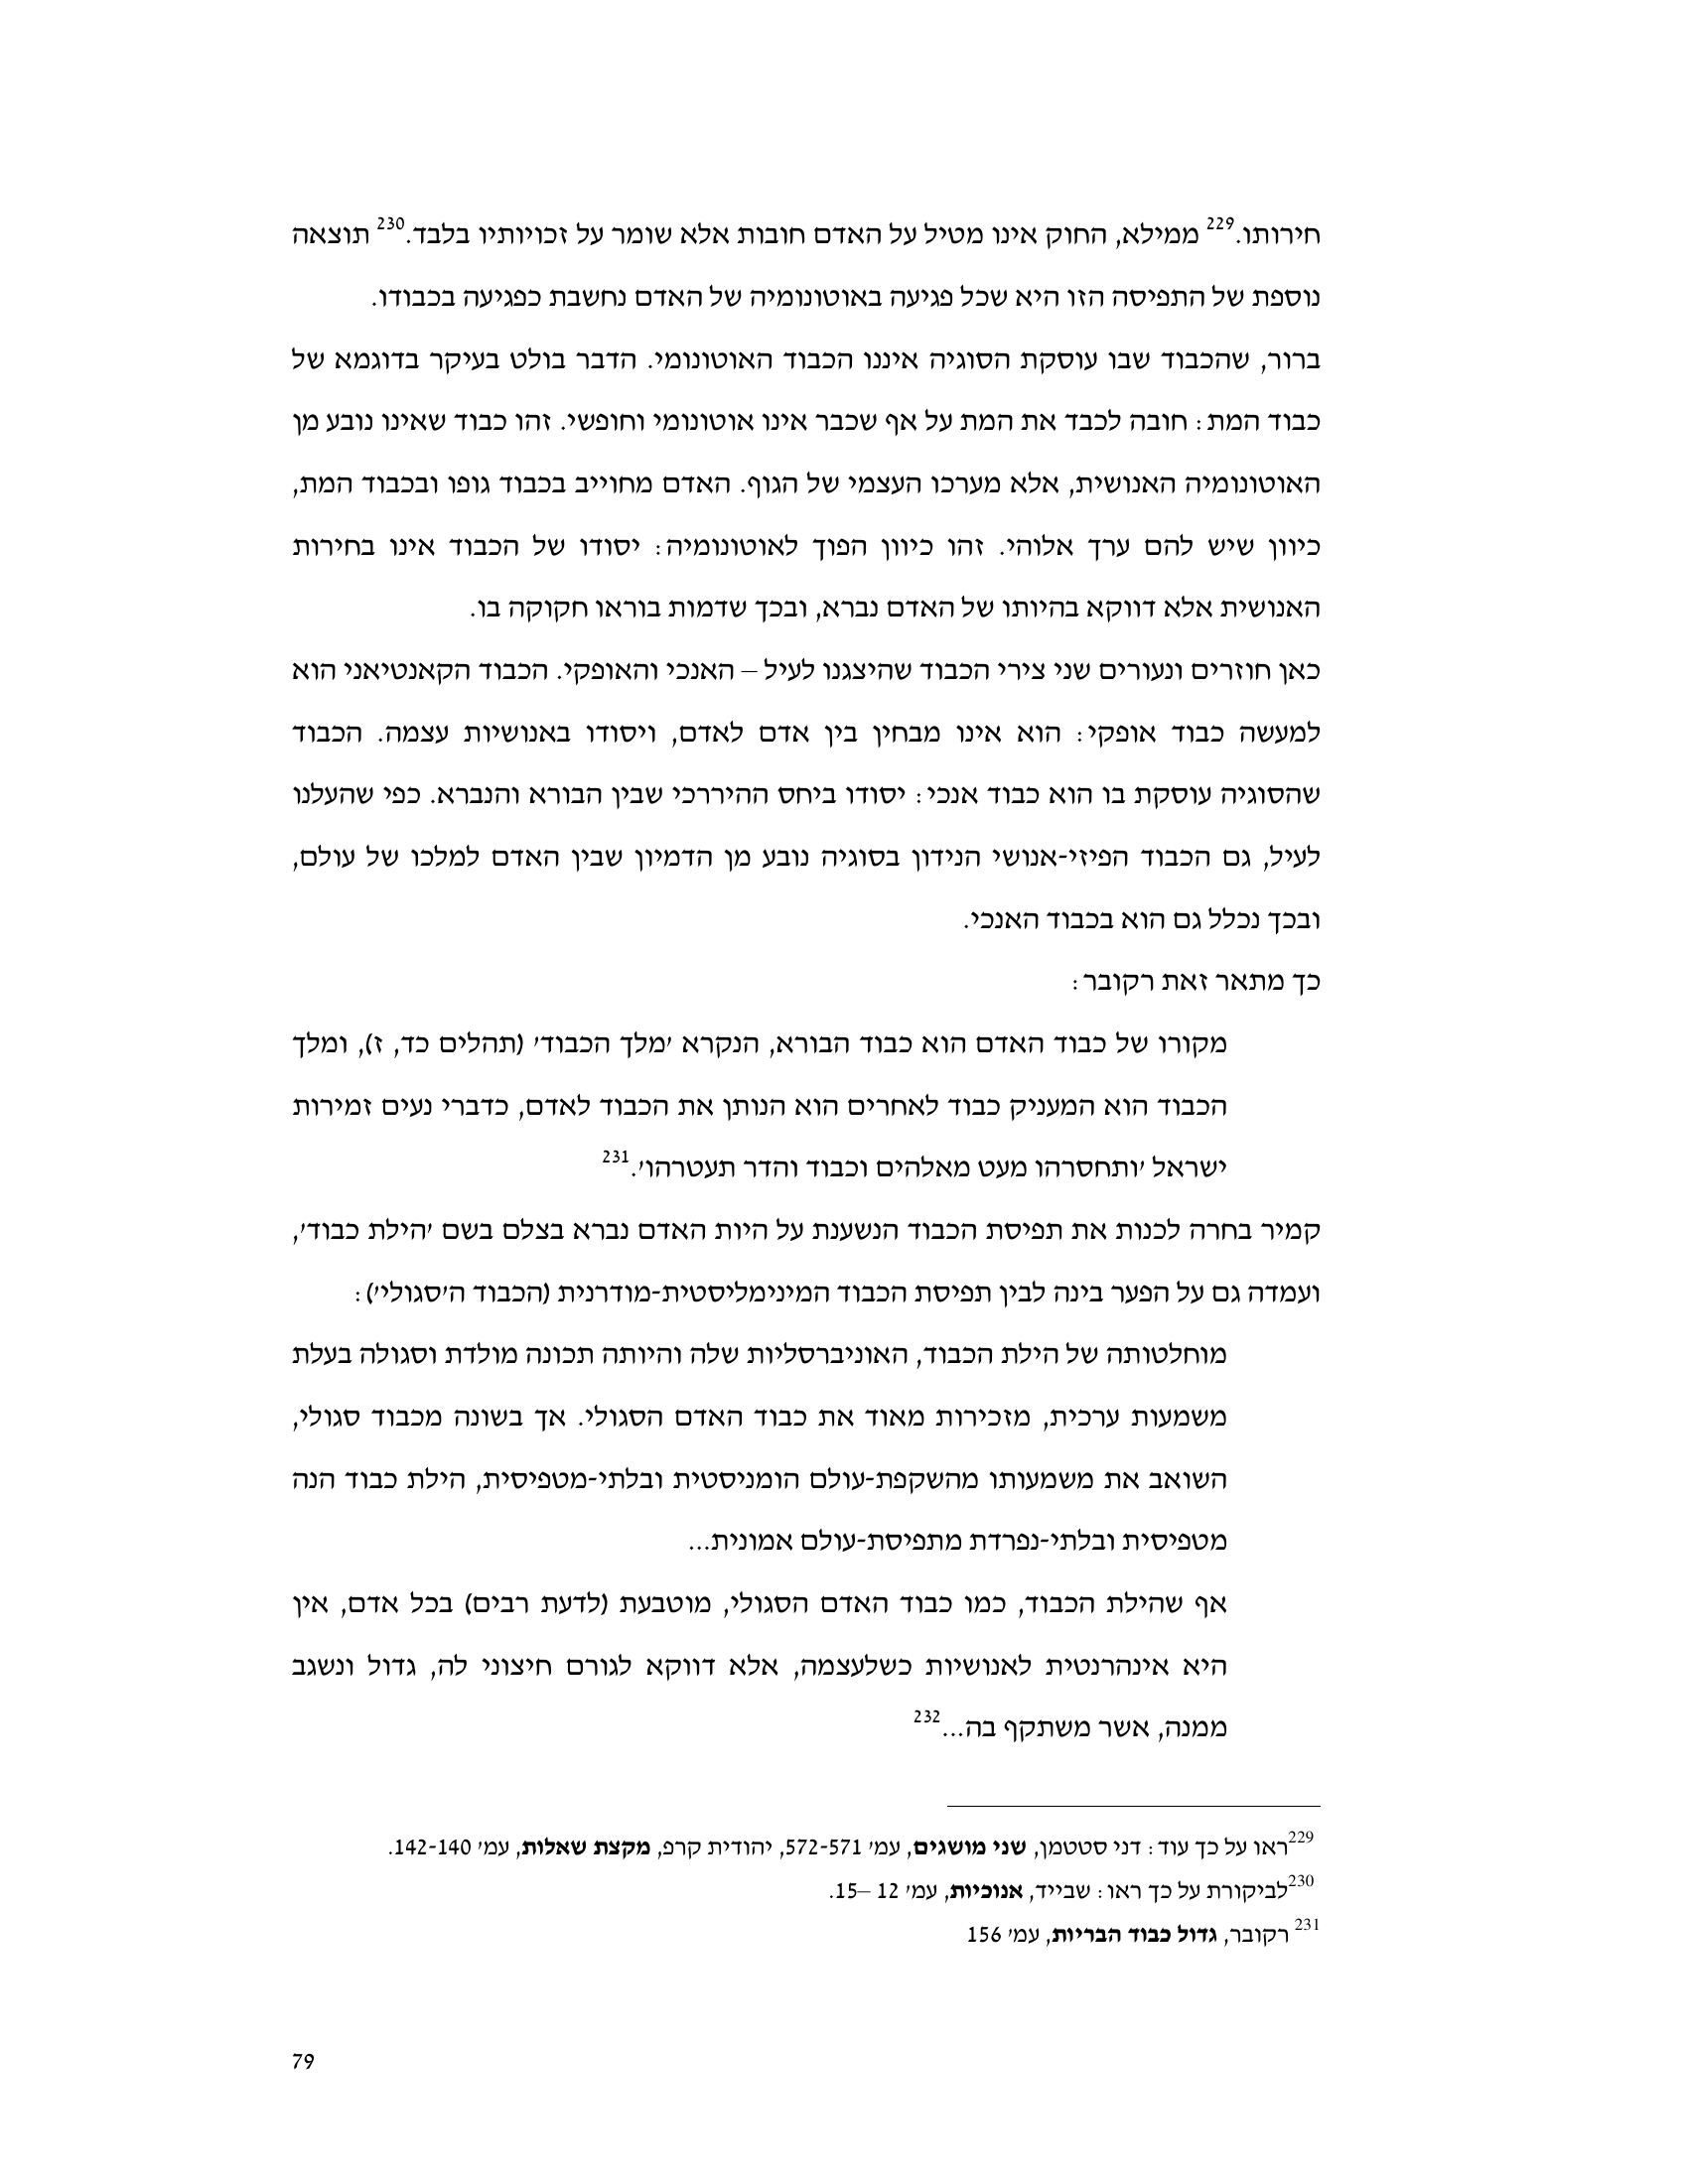 חירותו.229 ממילא, החוק אינו מטיל על האדם חובות אלא שומר על זכויותיו בלבד.230 תוצאה
נוספת של התפיסה הזו היא שכל פגיעה באוטונומיה של האדם נחשבת כפגיעה בכבודו.
ברור, שהכבוד שבו עוסקת הסוגיה איננו הכבוד האוטונומי. הדבר בולט בעיקר בדוגמא של
כבוד המת: חובה לכבד את המת על אף שכבר אינו אוטונומי וחופשי. זהו כבוד שאינו נובע מן
האוטונומיה האנושית, אלא מערכו העצמי של הגוף. האדם מחוייב בכבוד גופו ובכבוד המת,
כיוון שיש להם ערך אלוהי. זהו כיוון הפוך לאוטונומיה: יסודו של הכבוד אינו בחירות
האנושית אלא דווקא בהיותו של האדם נברא, ובכך שדמות בוראו חקוקה בו.
כאן חוזרים ונעורים שני צירי הכבוד שהיצגנו לעיל – האנכי והאופקי. הכבוד הקאנטיאני הוא
למעשה כבוד אופקי: הוא אינו מבחין בין אדם לאדם, ויסודו באנושיות עצמה. הכבוד
שהסוגיה עוסקת בו הוא כבוד אנכי: יסודו ביחס ההיררכי שבין הבורא והנברא. כפי שהעלנו
לעיל, גם הכבוד הפיזי-אנושי הנידון בסוגיה נובע מן הדמיון שבין האדם למלכו של עולם,
ובכך נכלל גם הוא בכבוד האנכי.
כך מתאר זאת רקובר:
מקורו של כבוד האדם הוא כבוד הבורא, הנקרא 'מלך הכבוד' (תהלים כד, ז), ומלך
הכבוד הוא המעניק כבוד לאחרים הוא הנותן את הכבוד לאדם, כדברי נעים זמירות
ישראל 'ותחסרהו מעט מאלהים וכבוד והדר תעטרהו'.231
קמיר בחרה לכנות את תפיסת הכבוד הנשענת על היות האדם נברא בצלם בשם 'הילת כבוד',
ועמדה גם על הפער בינה לבין תפיסת הכבוד המינימליסטית-מודרנית (הכבוד ה'סגולי'):
מוחלטותה של הילת הכבוד, האוניברסליות שלה והיותה תכונה מולדת וסגולה בעלת
משמעות ערכית, מזכירות מאוד את כבוד האדם הסגולי. אך בשונה מכבוד סגולי,
השואב את משמעותו מהשקפת-עולם הומניסטית ובלתי-מטפיסית, הילת כבוד הנה
מטפיסית ובלתי-נפרדת מתפיסת-עולם אמונית...
אף שהילת הכבוד, כמו כבוד האדם הסגולי, מוטבעת (לדעת רבים) בכל אדם, אין
היא אינהרנטית לאנושיות כשלעצמה, אלא דווקא לגורם חיצוני לה, גדול ונשגב
ממנה, אשר משתקף בה...232
229ראו על כך עוד: דני סטטמן, שני מושגים, עמ' 572-571, יהודית קרפ, מקצת שאלות, עמ' 142-140.
230לביקורת על כך ראו: שבייד, אנוכיות, עמ' 12 –15.
231 רקובר, גדול כבוד הבריות, עמ' 156
79